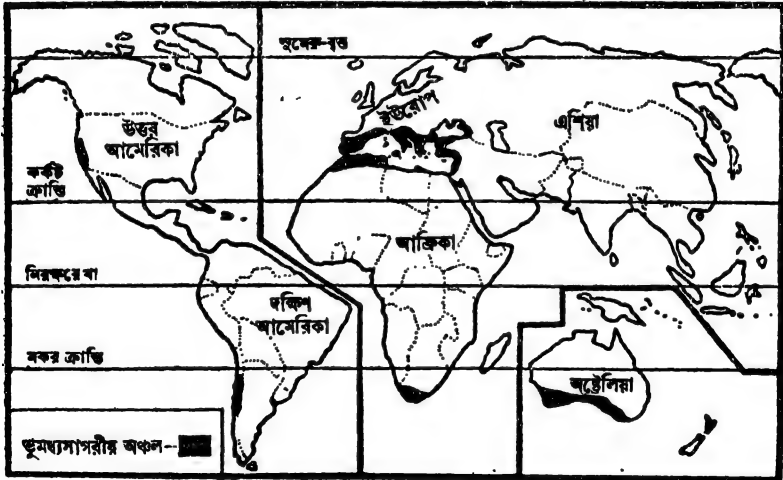 সুমেরু-বৃত্ত
ইউরোপ
এশিয়া
উত্তর
আমেরিকা
কর্কট
ক্রান্তি
আফ্রিকা
নিরক্ষরেখা
দক্ষিণ
আমেরিকা
মকর ক্রান্তি
অষ্ট্রেলিয়া
ভূমধ্যসাগরীয় অঞ্চল--